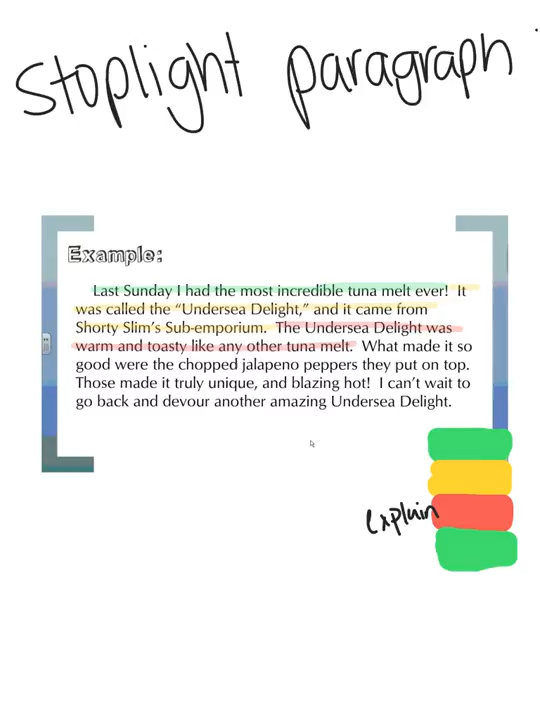 Stoplight paragraph
Example:
Last Sunday I had the most incredible tuna melt ever! It
was called the “Undersea Delight,” and it came from
Shorty Slim’s Sub-emporium. The Undersea Delight was
warm and toasty like any other tuna melt. What made it so
good were the chopped jalapeno peppers they put on top.
Those made it truly unique, and blazing hot! I can’t wait to
go back and devour another amazing Undersea Delight.
explain